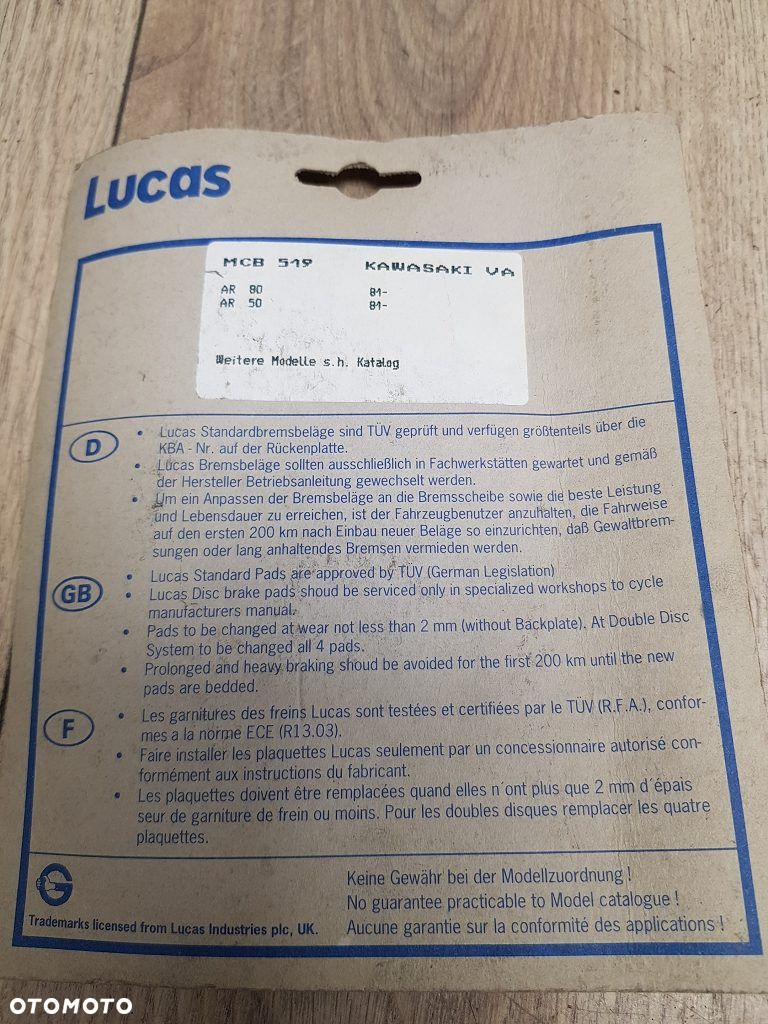 Lucas
MCB 519 KAWASAKI VA
AR 80 81-
AR 50 81-
Weitere Modelle s.h. Katalog
D
• Lucas Standardbremsbeläge sind TÜV geprüft und verfügen größtenteils über die
KBA - Nr. auf der Rückenplatte.
• Lucas Bremsbeläge sollten ausschließlich in Fachwerkstätten gewartet und gemäß
der Hersteller Betriebsanleitung gewechselt werden.
• Um ein Anpassen der Bremsbeläge an die Bremsscheibe sowie die beste Leistung
und Lebensdauer zu erreichen, ist der Fahrzeugbenutzer anzuhalten, die Fahrweise
auf den ersten 200 km nach Einbau neuer Beläge so einzurichten, daß Gewaltbrem-
sungen oder lang anhaltendes Bremsen vermieden werden.
GB
• Lucas Standard Pads are approved by TÜV (German Legislation)
• Lucas Disc brake pads shoud be serviced only in specialized workshops to cycle
manufacturers manual.
• Pads to be changed at wear not less than 2 mm (without Backplate). At Double Disc
System to be changed all 4 pads.
• Prolonged and heavy braking shoud be avoided for the first 200 km until the new
pads are bedded.
F
• Les garnitures des freins Lucas sont testées et certifiées par le TÜV (R.F.A.), confor-
mes a la norme ECE (R13.03).
• Faire installer les plaquettes Lucas seulement par un concessionnaire autorisé con-
formément aux instructions du fabricant.
• Les plaquettes doivent être remplacées quand elles n´ont plus que 2 mm d´épais
seur de garniture de frein ou moins. Pour les doubles disques remplacer les quatre
plaquettes.
Keine Gewähr bei der Modellzuordnung !
No guarantee practicable to Model catalogue !
Aucune garantie sur la conformité des applications !
Trademarks licensed from Lucas Industries plc, UK.
OTOMOTO